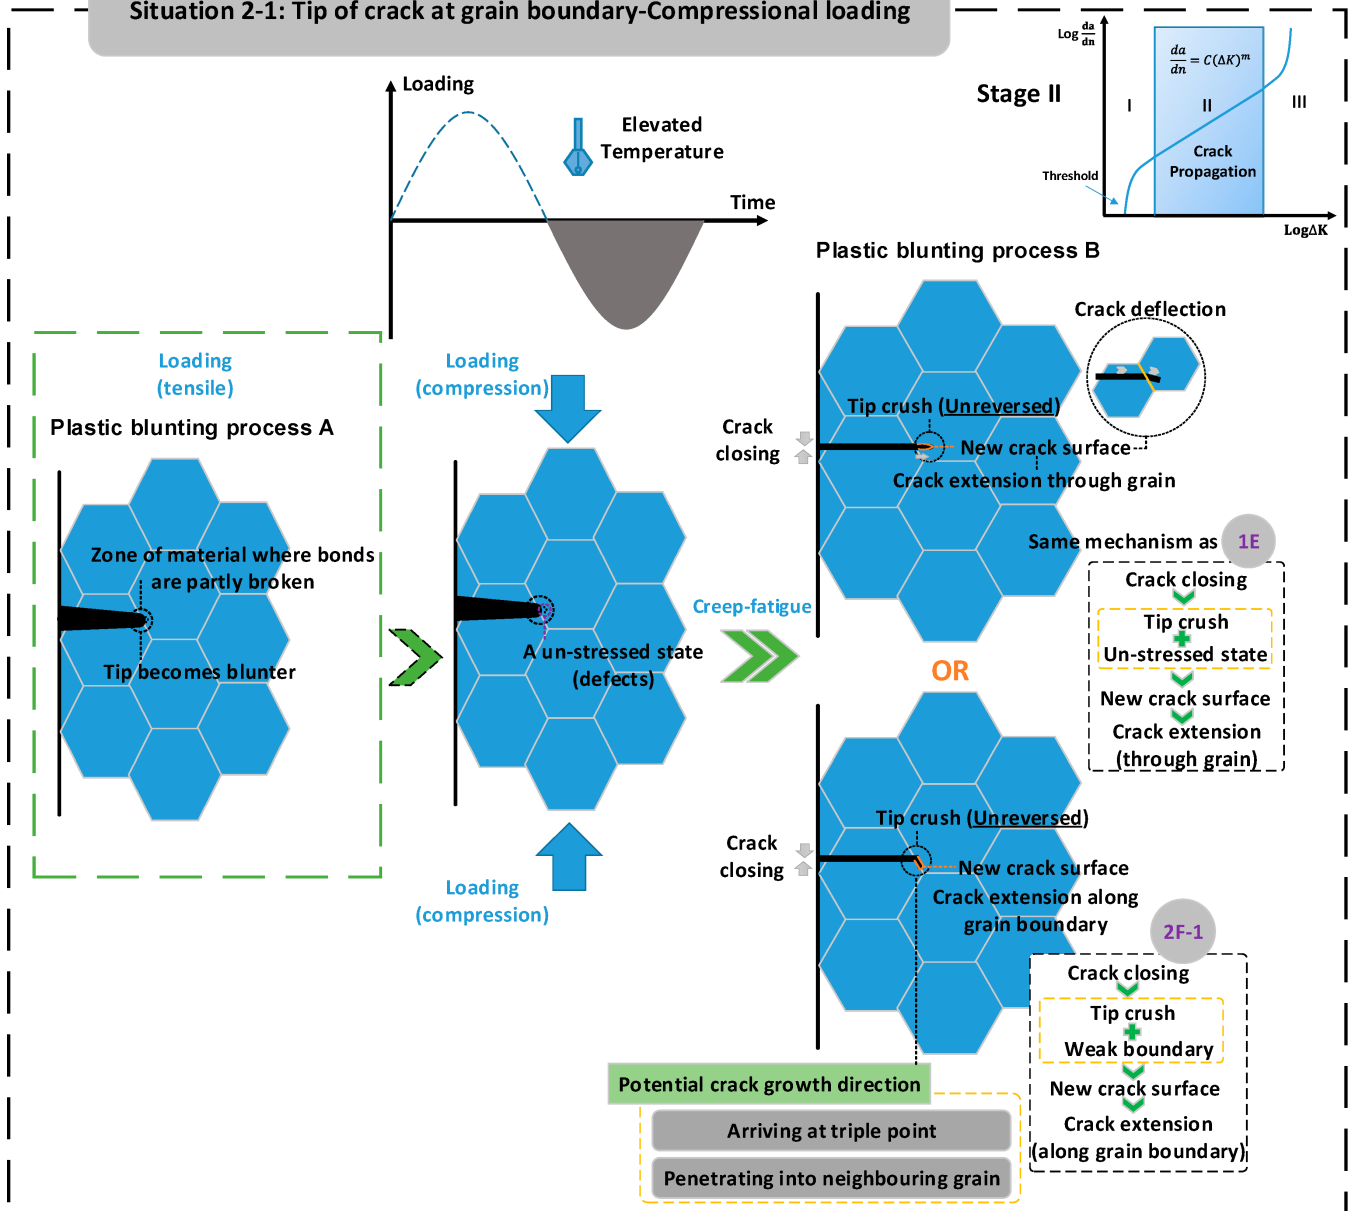 Situation 2-1: Tip of crack at grain boundary-Compressional loading
Loading
Elevated
Temperature
Time
Stage II
Log da/dn
da/dn = C(ΔK)^m
I
II
III
Crack
Propagation
Threshold
LogΔK
Loading
(tensile)
Plastic blunting process A
Zone of material where bonds
are partly broken
Tip becomes blunter
Loading
(compression)
A un-stressed state
(defects)
Loading
(compression)
Creep-fatigue
Plastic blunting process B
Crack deflection
Tip crush (Unreversed)
Crack
closing
New crack surface
Crack extension through grain
Same mechanism as 1E
Crack closing
Tip crush
Un-stressed state
New crack surface
Crack extension
(through grain)
OR
Tip crush (Unreversed)
Crack
closing
New crack surface
Crack extension along
grain boundary
2F-1
Crack closing
Tip crush
Weak boundary
New crack surface
Crack extension
(along grain boundary)
Potential crack growth direction
Arriving at triple point
Penetrating into neighbouring grain